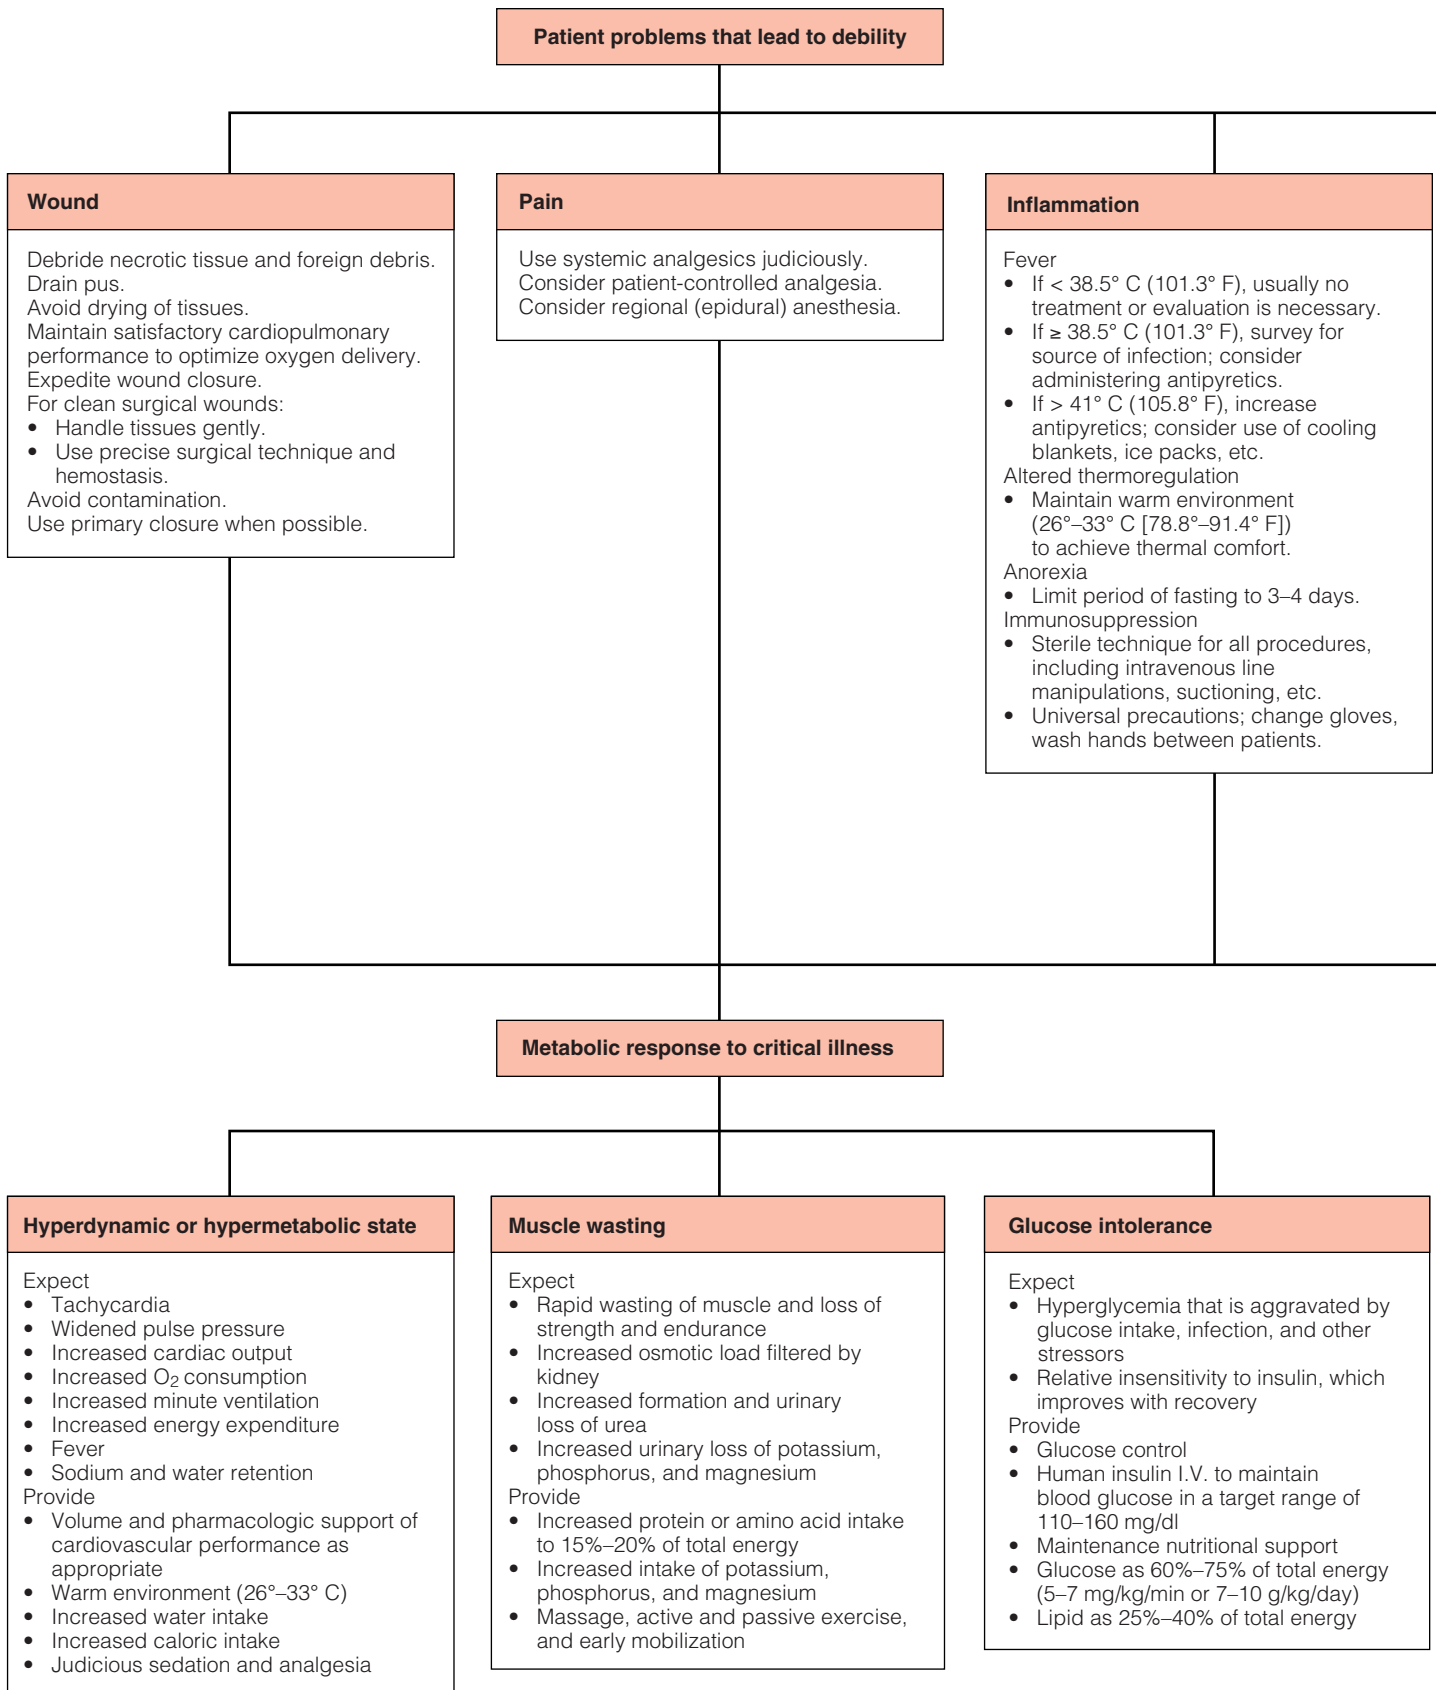 Patient problems that lead to debility
Wound
Debride necrotic tissue and foreign debris.
Drain pus.
Avoid drying of tissues.
Maintain satisfactory cardiopulmonary
performance to optimize oxygen delivery.
Expedite wound closure.
For clean surgical wounds:
• Handle tissues gently.
• Use precise surgical technique and
hemostasis.
Avoid contamination.
Use primary closure when possible.
Pain
Use systemic analgesics judiciously.
Consider patient-controlled analgesia.
Consider regional (epidural) anesthesia.
Inflammation
Fever
• If < 38.5° C (101.3° F), usually no
treatment or evaluation is necessary.
• If ≥ 38.5° C (101.3° F), survey for
source of infection; consider
administering antipyretics.
• If > 41° C (105.8° F), increase
antipyretics; consider use of cooling
blankets, ice packs, etc.
Altered thermoregulation
• Maintain warm environment
(26°–33° C [78.8°–91.4° F])
to achieve thermal comfort.
Anorexia
• Limit period of fasting to 3–4 days.
Immunosuppression
• Sterile technique for all procedures,
including intravenous line
manipulations, suctioning, etc.
• Universal precautions; change gloves,
wash hands between patients.
Metabolic response to critical illness
Hyperdynamic or hypermetabolic state
Expect
• Tachycardia
• Widened pulse pressure
• Increased cardiac output
• Increased O₂ consumption
• Increased minute ventilation
• Increased energy expenditure
• Fever
• Sodium and water retention
Provide
• Volume and pharmacologic support of
cardiovascular performance as
appropriate
• Warm environment (26°–33° C)
• Increased water intake
• Increased caloric intake
• Judicious sedation and analgesia
Muscle wasting
Expect
• Rapid wasting of muscle and loss of
strength and endurance
• Increased osmotic load filtered by
kidney
• Increased formation and urinary
loss of urea
• Increased urinary loss of potassium,
phosphorus, and magnesium
Provide
• Increased protein or amino acid intake
to 15%–20% of total energy
• Increased intake of potassium,
phosphorus, and magnesium
• Massage, active and passive exercise,
and early mobilization
Glucose intolerance
Expect
• Hyperglycemia that is aggravated by
glucose intake, infection, and other
stressors
• Relative insensitivity to insulin, which
improves with recovery
Provide
• Glucose control
• Human insulin I.V. to maintain
blood glucose in a target range of
110–160 mg/dl
• Maintenance nutritional support
• Glucose as 60%–75% of total energy
(5–7 mg/kg/min or 7–10 g/kg/day)
• Lipid as 25%–40% of total energy